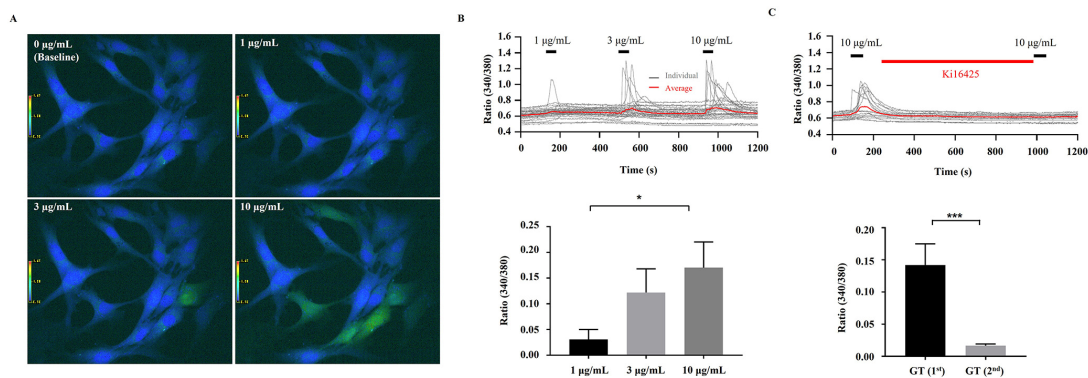 A
0 µg/mL
(Baseline)
1 µg/mL
3 µg/mL
10 µg/mL
B
1 µg/mL 3 µg/mL 10 µg/mL
1.6
1.4
1.2
1.0
0.8
0.6
0.4
Ratio (340/380)
Individual
Average
0 200 400 600 800 1000 1200
Time (s)
0.25
0.20
0.15
0.10
0.05
0.00
Ratio (340/380)
*
1 µg/mL 3 µg/mL 10 µg/mL
C
10 µg/mL 10 µg/mL
Ki16425
1.6
1.4
1.2
1.0
0.8
0.6
0.4
Ratio (340/380)
0 200 400 600 800 1000 1200
Time (s)
0.20
0.15
0.10
0.05
0.00
Ratio (340/380)
***
GT (1st) GT (2nd)